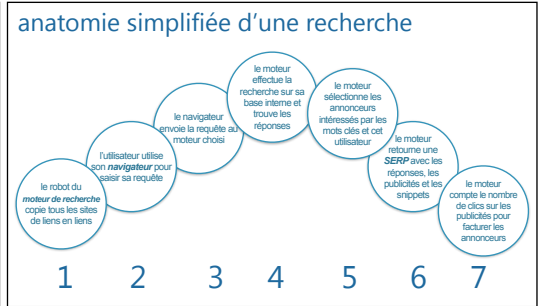 anatomie simplifiée d'une recherche
le robot du
moteur de recherche
copie tous les sites
de liens en liens
l'utilisateur utilise
son navigateur pour
saisir sa requête
le navigateur
envoie la requête au
moteur choisi
le moteur
effectue la
recherche sur sa
base interne et
trouve les
réponses
le moteur
sélectionne les
annonceurs
intéressés par les
mots clés et cet
utilisateur
le moteur
retourne une
SERP avec les
réponses, les
publicités et les
snippets
le moteur
compte le nombre
de clics sur les
publicités pour
facturer les
annonceurs
1 2 3 4 5 6 7